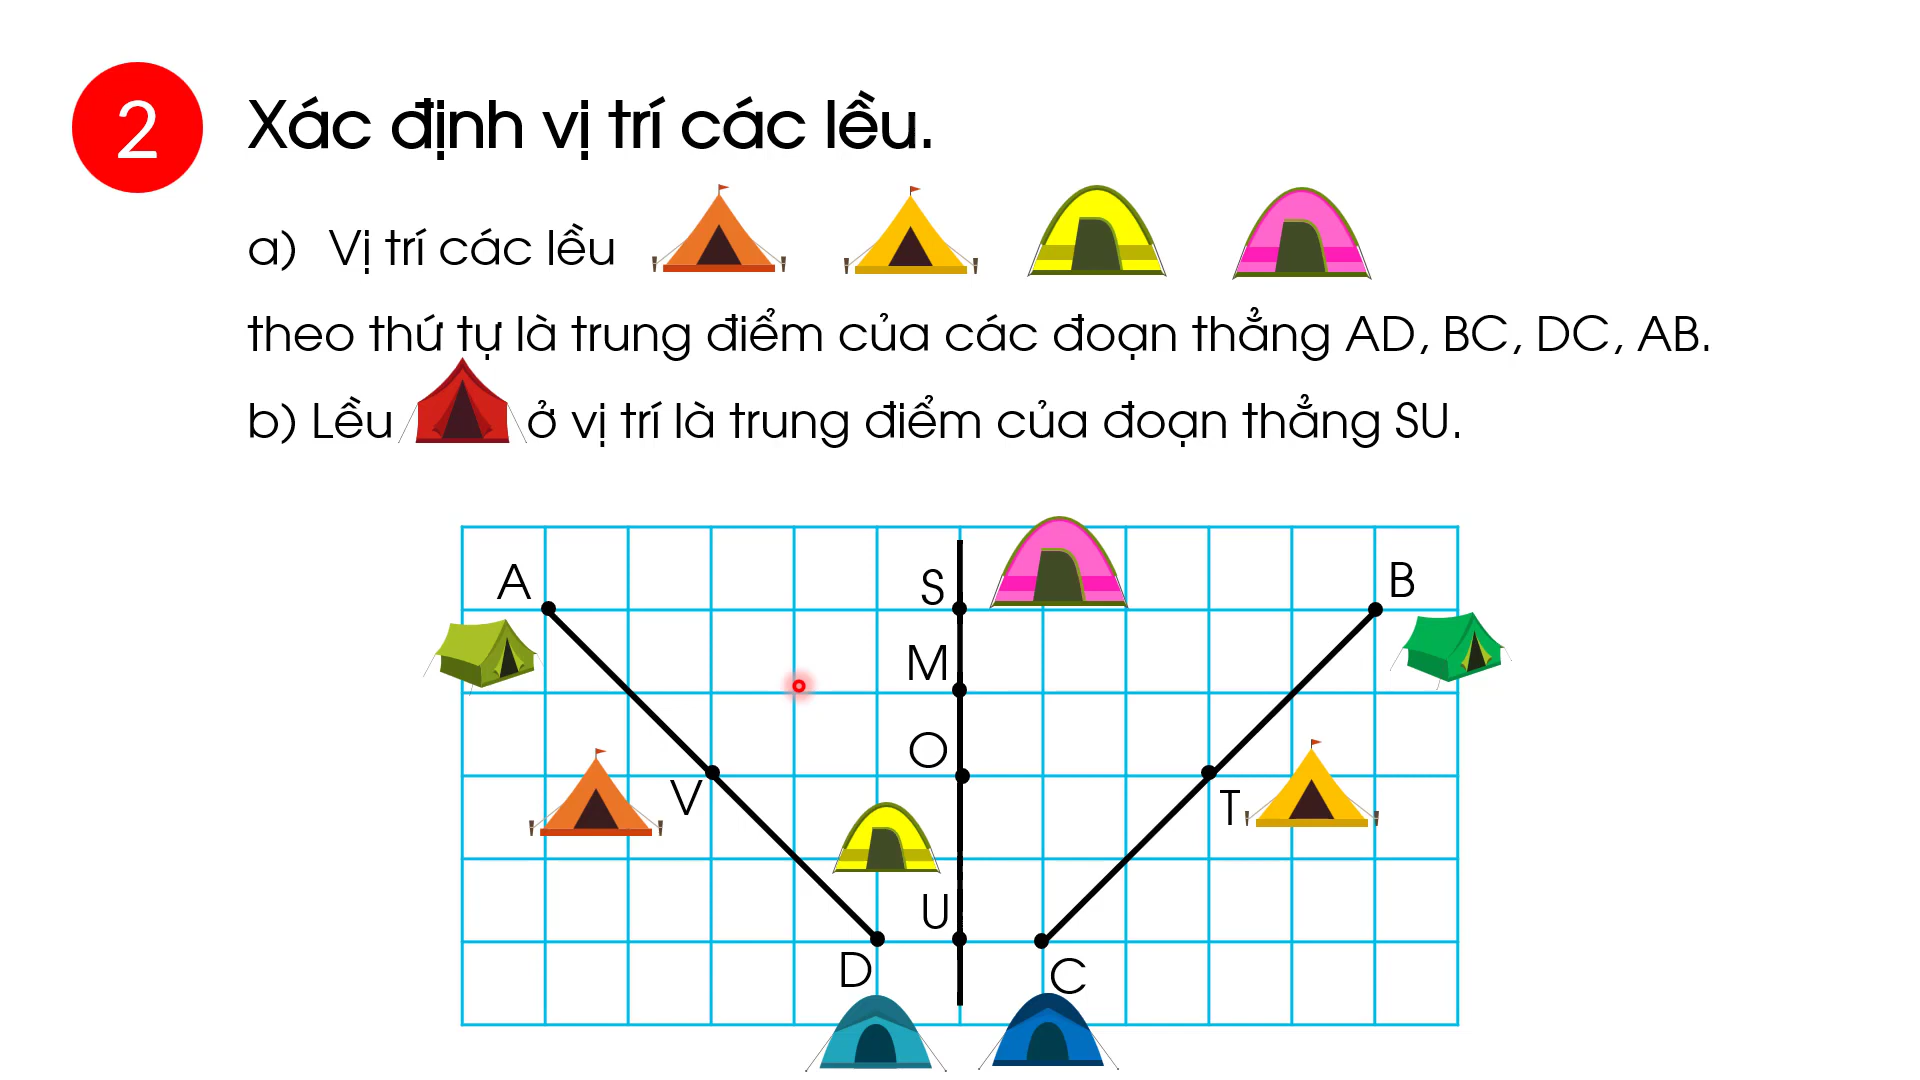 2
Xác định vị trí các lều.
a) Vị trí các lều
theo thứ tự là trung điểm của các đoạn thẳng AD, BC, DC, AB.
b) Lều ở vị trí là trung điểm của đoạn thẳng SU.
A S B
M
O
V T
U
D C